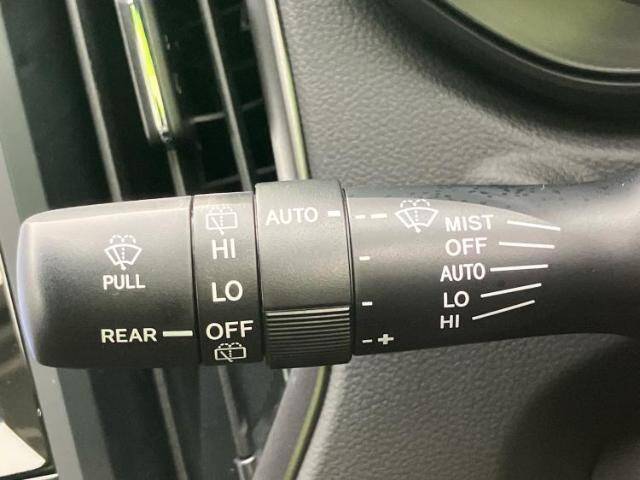 PULL
REAR
HI
LO
OFF
AUTO
- -
-
-
- +
MIST
OFF
AUTO
LO
HI